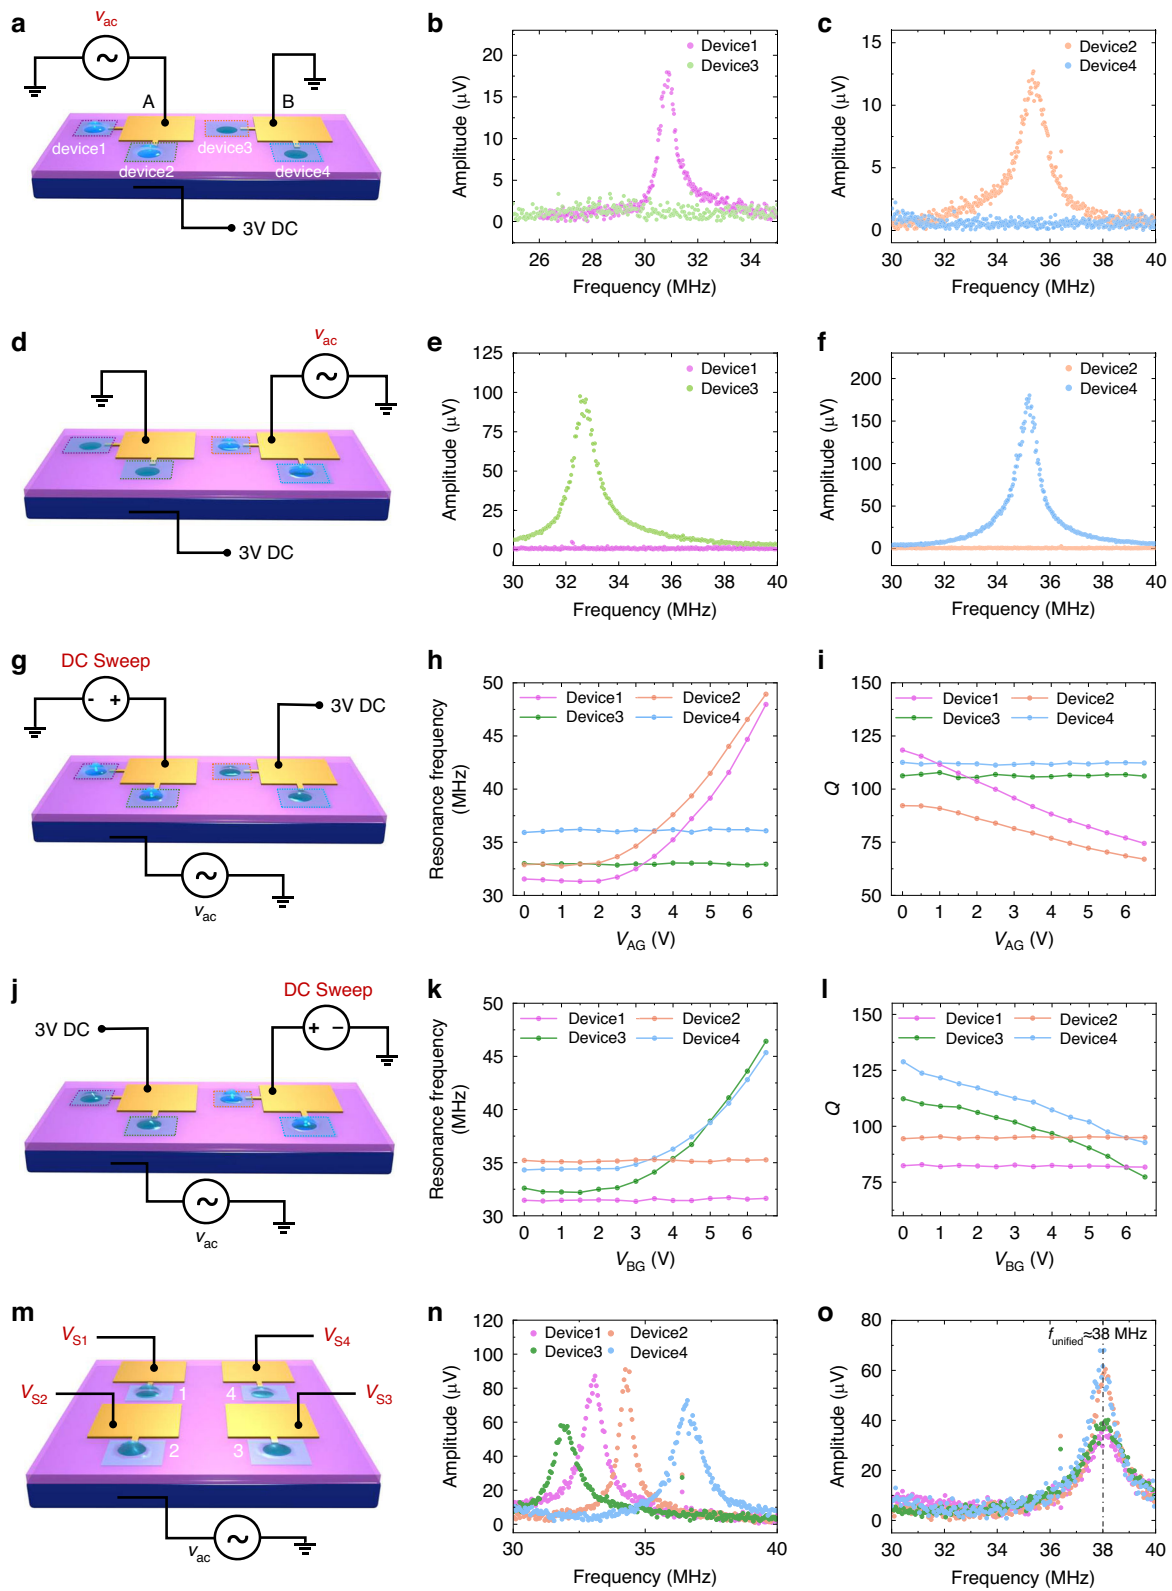 a
v_ac
~
A
B
device1
device2
device3
device4
3V DC
b
Device1
Device3
Amplitude (µV)
20
15
10
5
0
26 28 30 32 34
Frequency (MHz)
c
Device2
Device4
Amplitude (µV)
15
10
5
0
30 32 34 36 38 40
Frequency (MHz)
d
v_ac
~
3V DC
e
Device1
Device3
Amplitude (µV)
125
100
75
50
25
0
30 32 34 36 38 40
Frequency (MHz)
f
Device2
Device4
Amplitude (µV)
200
150
100
50
0
30 32 34 36 38 40
Frequency (MHz)
g
DC Sweep
- +
3V DC
~
v_ac
h
Device1 Device2
Device3 Device4
Resonance frequency
(MHz)
50
45
40
35
30
0 1 2 3 4 5 6
V_AG (V)
i
Device1 Device2
Device3 Device4
Q
150
125
100
75
50
0 1 2 3 4 5 6
V_AG (V)
j
DC Sweep
3V DC
+ −
~
v_ac
k
Device1 Device2
Device3 Device4
Resonance frequency
(MHz)
50
45
40
35
30
0 1 2 3 4 5 6
V_BG (V)
l
Device1 Device2
Device3 Device4
Q
150
125
100
75
0 1 2 3 4 5 6
V_BG (V)
m
V_S1
V_S4
V_S2
V_S3
1
4
2
3
~
v_ac
n
Device1 Device2
Device3 Device4
Amplitude (µV)
120
100
80
60
40
20
0
30 35 40
Frequency (MHz)
o
f_unified≈38 MHz
Amplitude (µV)
80
60
40
20
0
30 32 34 36 38 40
Frequency (MHz)